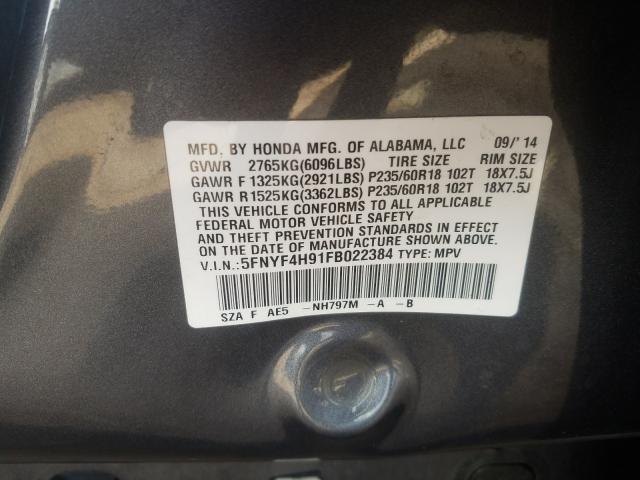 MFD. BY HONDA MFG. OF ALABAMA, LLC 09/'14
GVWR 2765KG(6096LBS) TIRE SIZE RIM SIZE
GAWR F 1325KG(2921LBS) P235/60R18 102T 18X7.5J
GAWR R1525KG(3362LBS) P235/60R18 102T 18X7.5J
THIS VEHICLE CONFORMS TO ALL APPLICABLE
FEDERAL MOTOR VEHICLE SAFETY
AND THEFT PREVENTION STANDARDS IN EFFECT
ON THE DATE OF MANUFACTURE SHOWN ABOVE.
V.I.N.: 5FNYF4H91FB022384 TYPE: MPV
SZA F AE5 -NH797M -A -B